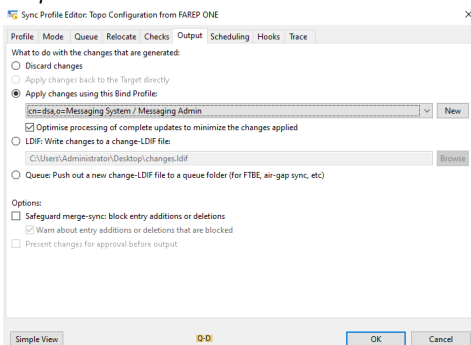 Sync Profile Editor: Topo Configuration from FAREP ONE
Profile Mode Queue Relocate Checks Output Scheduling Hooks Trace
What to do with the changes that are generated:
Discard changes
Apply changes back to the Target directly
Apply changes using this Bind Profile:
cn=dsa,o=Messaging System / Messaging Admin New
Optimise processing of complete updates to minimize the changes applied
LDIF: Write changes to a change-LDIF file:
C:\Users\Administrator\Desktop\changes.ldif Browse
Queue: Push out a new change-LDIF file to a queue folder (for FTBE, air-gap sync, etc)
Options:
Safeguard merge-sync: block entry additions or deletions
Warn about entry additions or deletions that are blocked
Present changes for approval before output
Simple View Q-D: OK Cancel